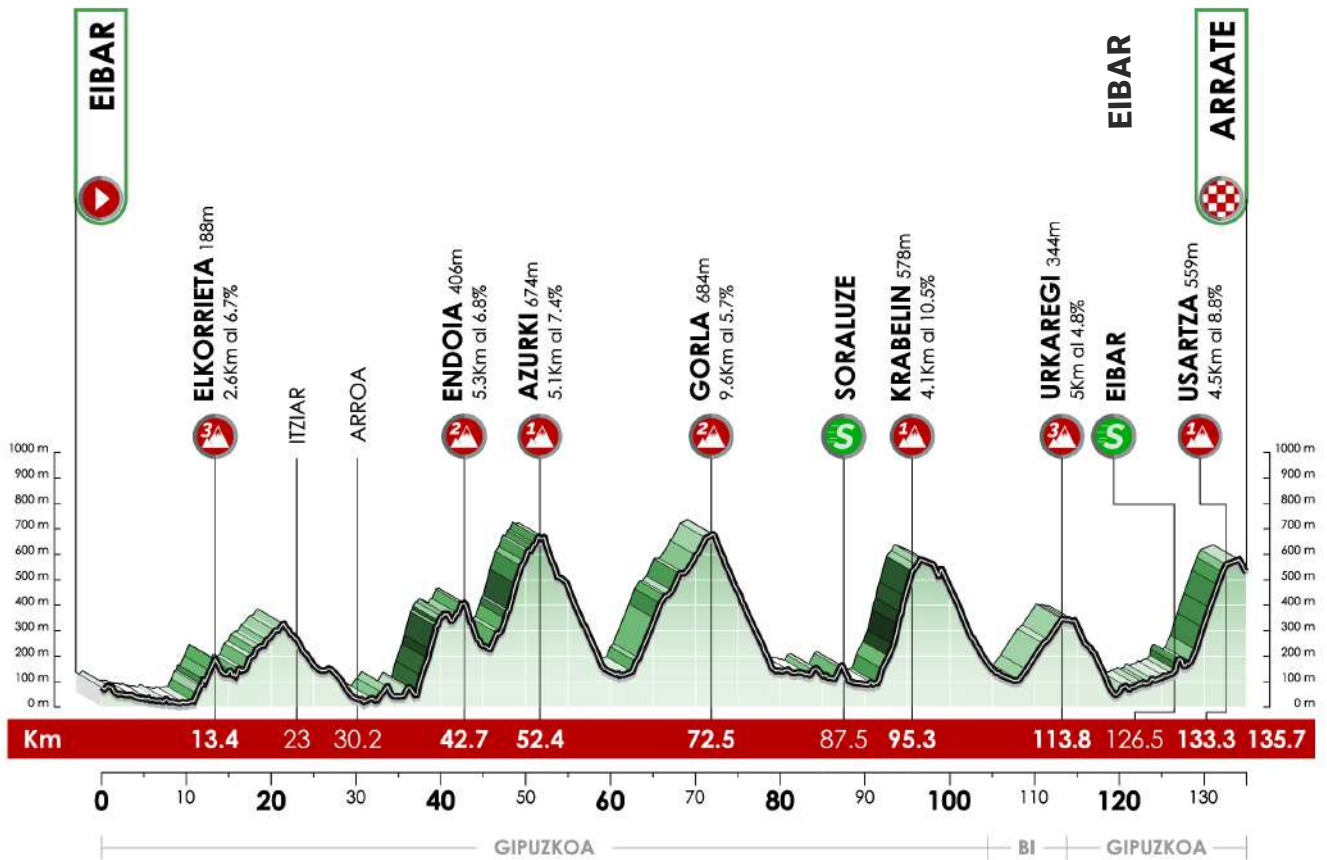 EIBAR
EIBAR
ARRATE
ELKORRIETA 188m
2.6Km al 6.7%
ITZIAR
ARROA
ENDOIA 406m
5.3Km al 6.8%
AZURKI 674m
5.1Km al 7.4%
GORLA 684m
9.6Km al 5.7%
SORALUZE
KRABELIN 578m
4.1Km al 10.5%
URKAREGI 344m
5Km al 4.8%
EIBAR
USARTZA 559m
4.5Km al 8.8%
3 2 1 2 S 1 3 S 1
1000 m 1000 m
900 m 900 m
800 m 800 m
700 m 700 m
600 m 600 m
500 m 500 m
400 m 400 m
300 m 300 m
200 m 200 m
100 m 100 m
0 m 0 m
Km 13.4 23 30.2 42.7 52.4 72.5 87.5 95.3 113.8 126.5 133.3 135.7
0 10 20 30 40 50 60 70 80 90 100 110 120 130
GIPUZKOA BI GIPUZKOA